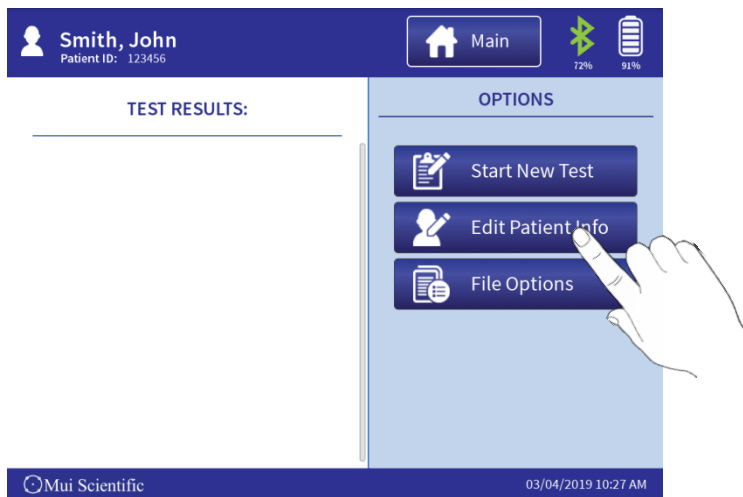 Smith, John
Patient ID: 123456
Main
72%
91%
TEST RESULTS:
OPTIONS
Start New Test
Edit Patient Info
File Options
Mui Scientific
03/04/2019 10:27 AM